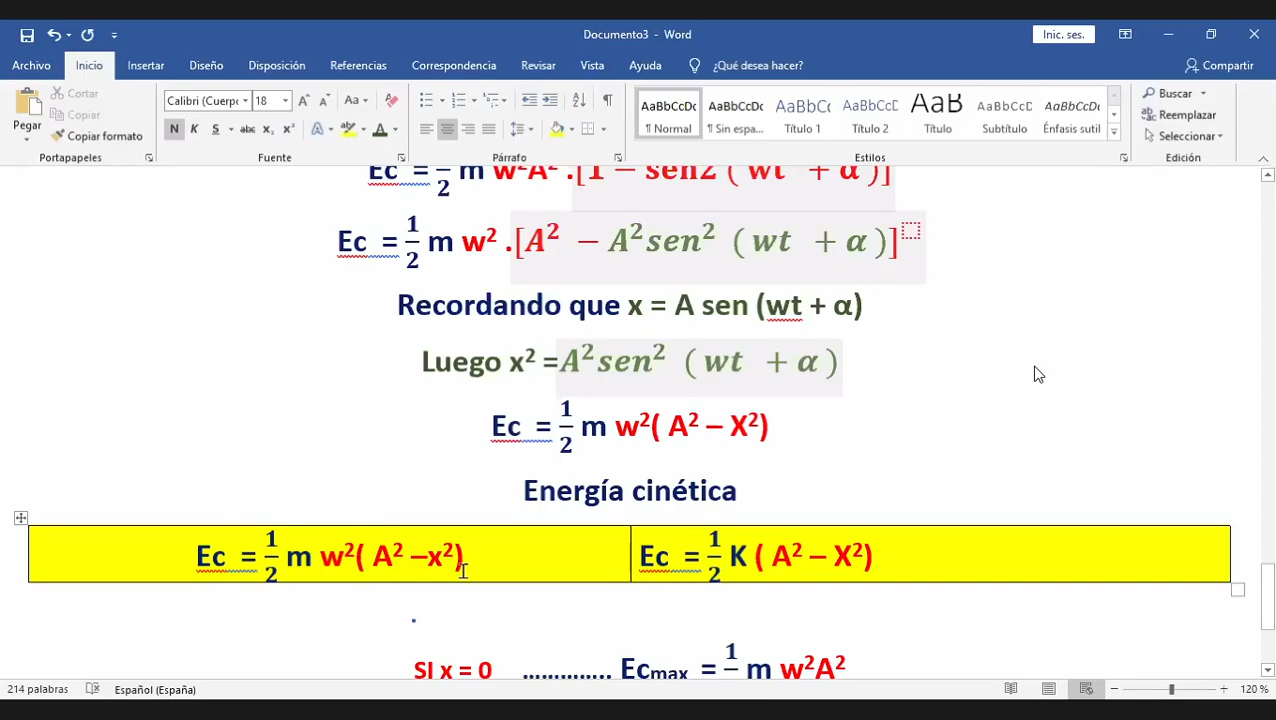 Documento3 - Word
Inic. ses.
Archivo Inicio Insertar Diseño Disposición Referencias Correspondencia Revisar Vista Ayuda ¿Qué desea hacer? Compartir
Pegar
Cortar
Copiar
Copiar formato
Portapapeles
Calibri (Cuerpo 18
N K S abc x₂ x²
Fuente
Párrafo
AaBbCcDc AaBbCcDc AaBbCc AaBbCcD AaB AaBbCcD AaBbCcDc
¶ Normal ¶ Sin espa... Título 1 Título 2 Título Subtítulo Énfasis sutil
Estilos
Buscar
Reemplazar
Seleccionar
Edición
Ec = 1/2 m w²A² .[1 − sen2 ( wt + α )]
Ec = 1/2 m w² .[A² − A²sen² ( wt + α )]
Recordando que x = A sen (wt + α)
Luego x² =A²sen² ( wt + α )
Ec = 1/2 m w²( A² – X²)
Energía cinética
Ec = 1/2 m w²( A² –x²) Ec = 1/2 K ( A² – X²)
.
SI x = 0 ………….. Ecmax = 1 m w²A²
214 palabras Español (España) 120 %